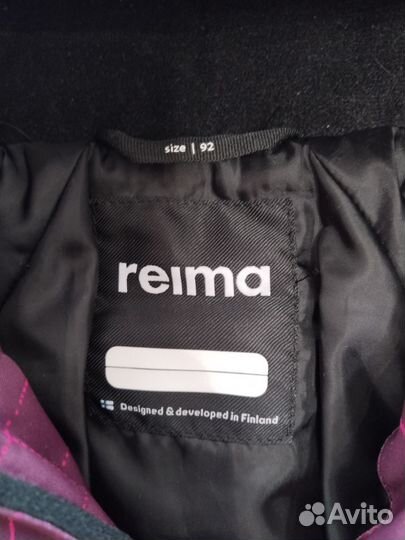 size | 92
reima
Designed & developed in Finland
Avito